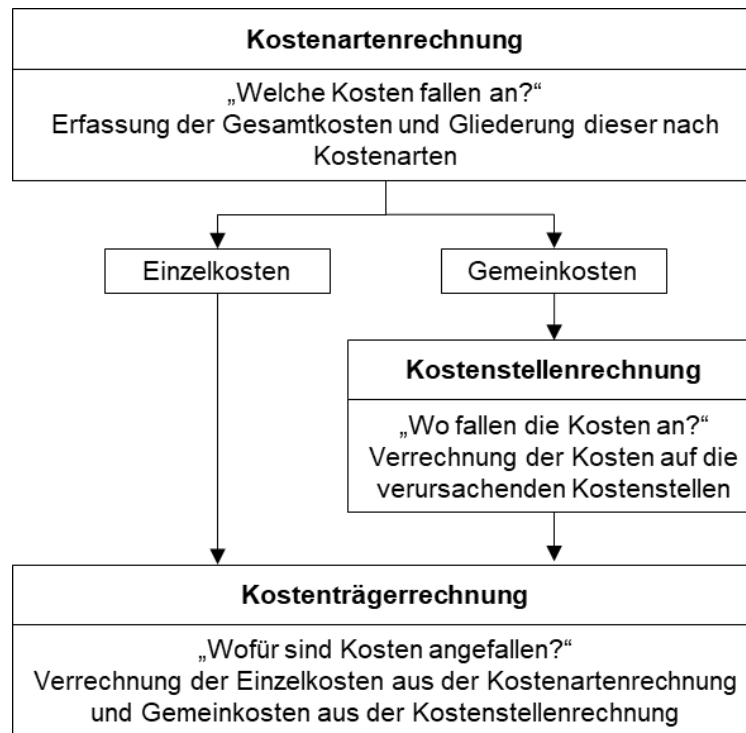 Kostenartenrechnung
„Welche Kosten fallen an?“
Erfassung der Gesamtkosten und Gliederung dieser nach
Kostenarten
Einzelkosten
Gemeinkosten
Kostenstellenrechnung
„Wo fallen die Kosten an?“
Verrechnung der Kosten auf die
verursachenden Kostenstellen
Kostenträgerrechnung
„Wofür sind Kosten angefallen?“
Verrechnung der Einzelkosten aus der Kostenartenrechnung
und Gemeinkosten aus der Kostenstellenrechnung